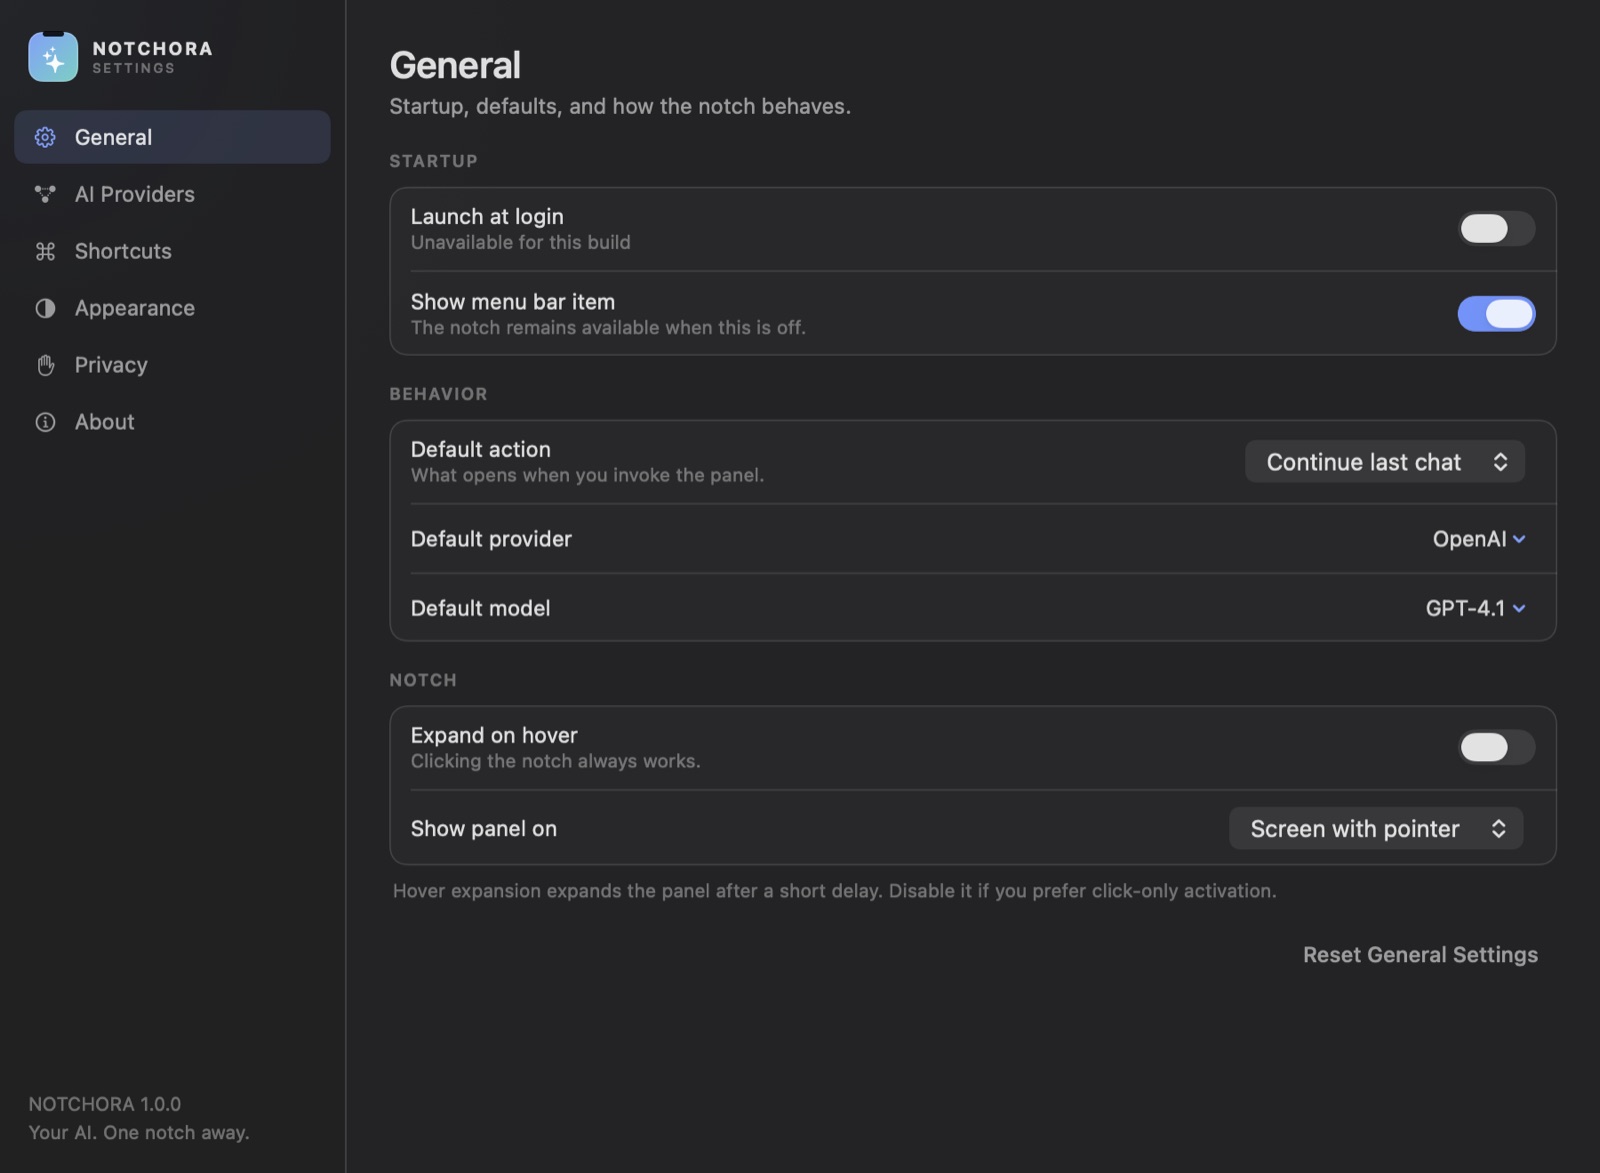 NOTCHORA
SETTINGS
General
AI Providers
Shortcuts
Appearance
Privacy
About
NOTCHORA 1.0.0
Your AI. One notch away.
General
Startup, defaults, and how the notch behaves.
STARTUP
Launch at login
Unavailable for this build
Show menu bar item
The notch remains available when this is off.
BEHAVIOR
Default action
What opens when you invoke the panel.
Continue last chat
Default provider
OpenAI
Default model
GPT-4.1
NOTCH
Expand on hover
Clicking the notch always works.
Show panel on
Screen with pointer
Hover expansion expands the panel after a short delay. Disable it if you prefer click-only activation.
Reset General Settings